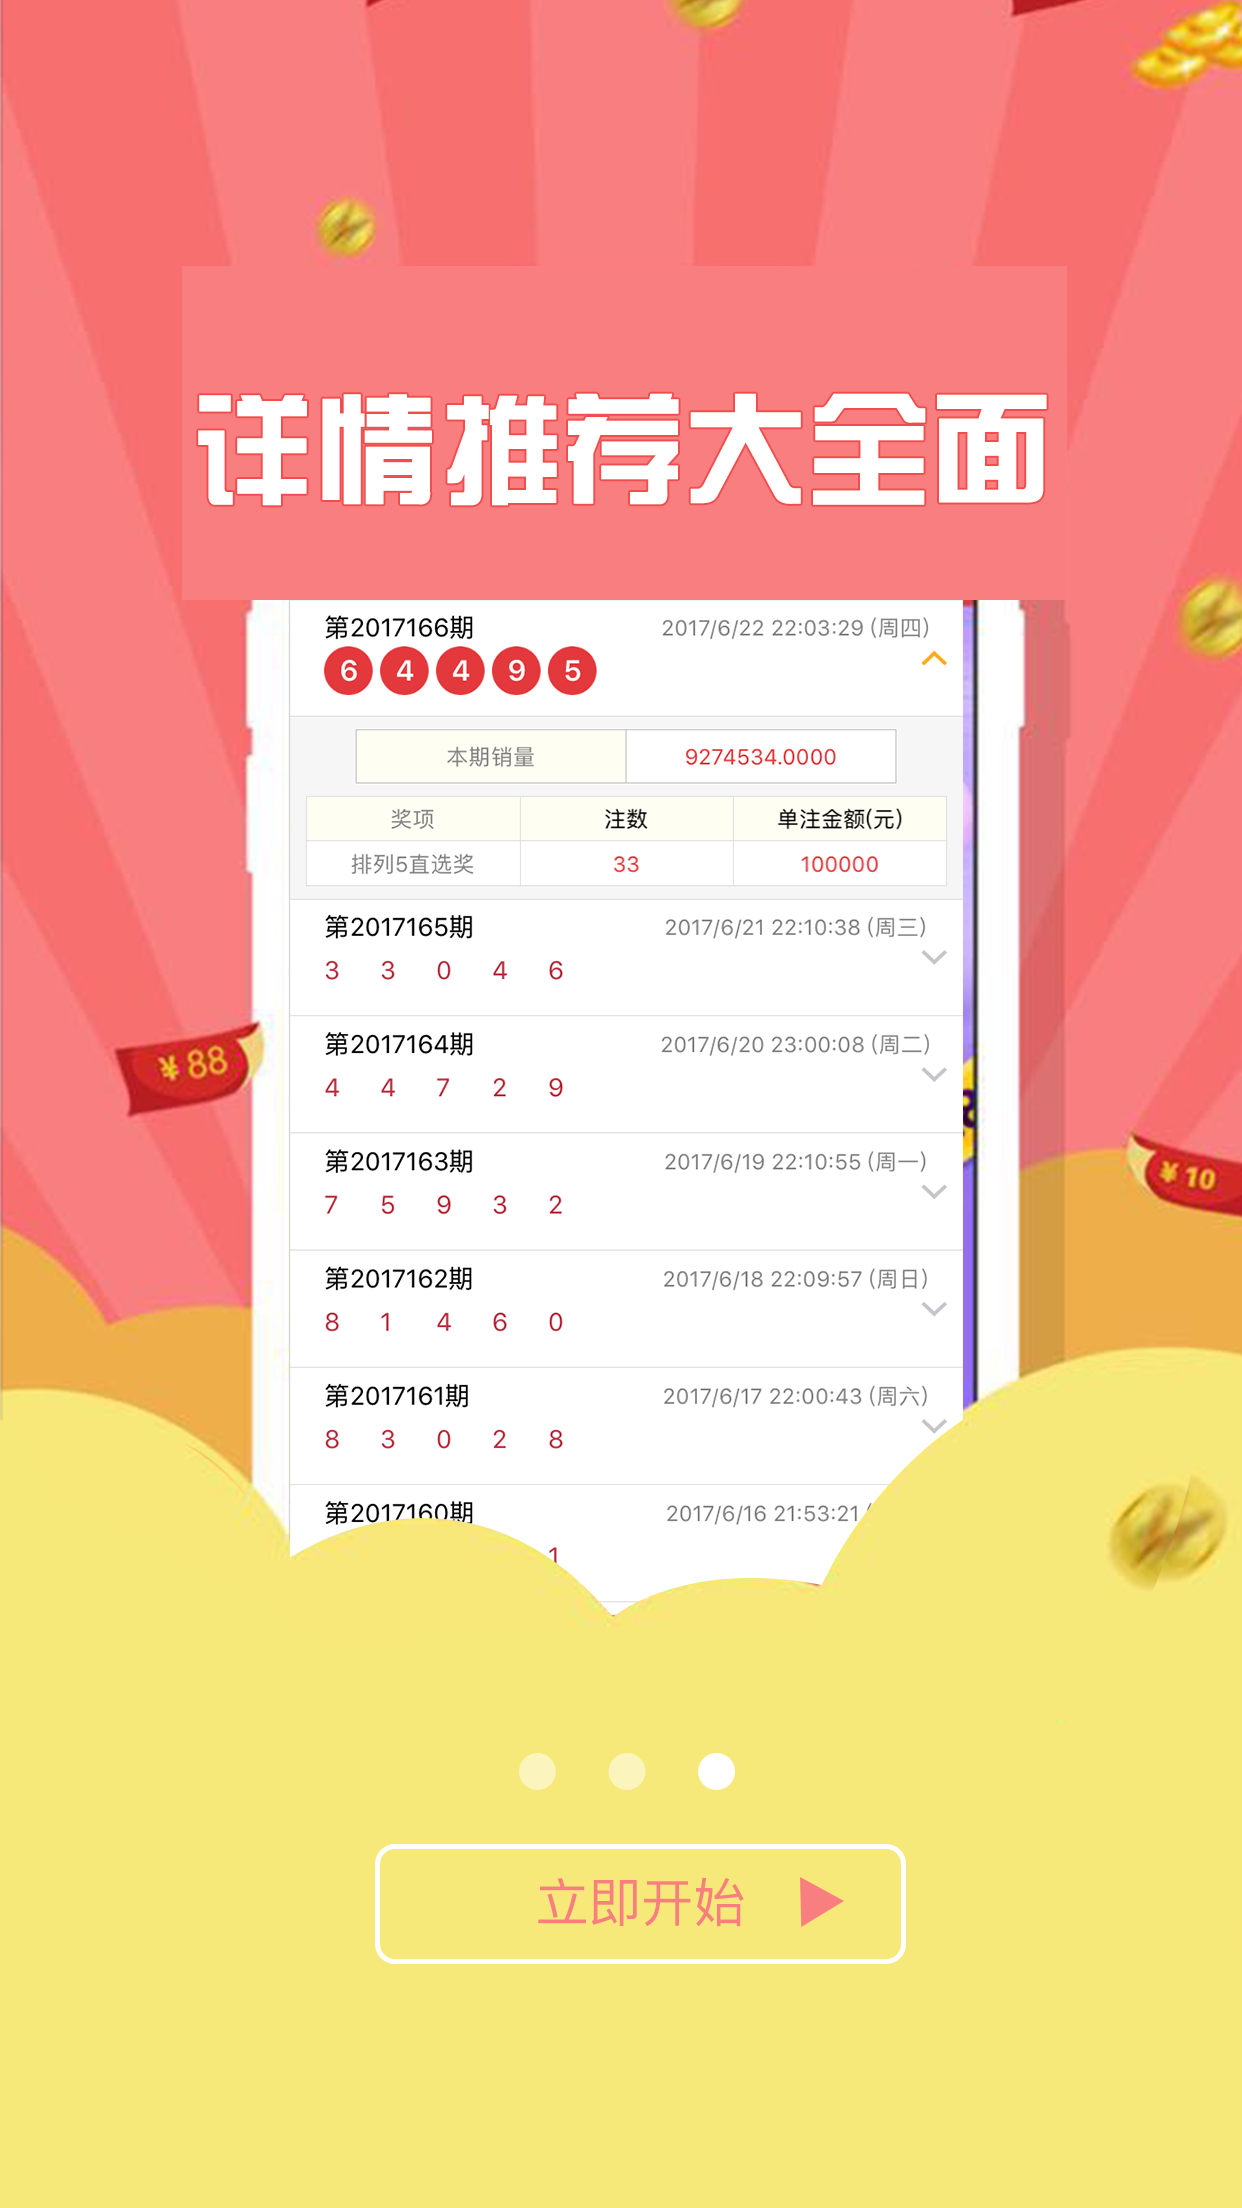 详情推荐大全面
第2017166期 2017/6/22 22:03:29 (周四)
6 4 4 9 5
本期销量 9274534.0000
奖项 注数 单注金额(元)
排列5直选奖 33 100000
第2017165期 2017/6/21 22:10:38 (周三)
3 3 0 4 6
第2017164期 2017/6/20 23:00:08 (周二)
4 4 7 2 9
¥88
第2017163期 2017/6/19 22:10:55 (周一)
7 5 9 3 2
¥10
第2017162期 2017/6/18 22:09:57 (周日)
8 1 4 6 0
第2017161期 2017/6/17 22:00:43 (周六)
8 3 0 2 8
第2017160期 2017/6/16 21:53:21
1
立即开始